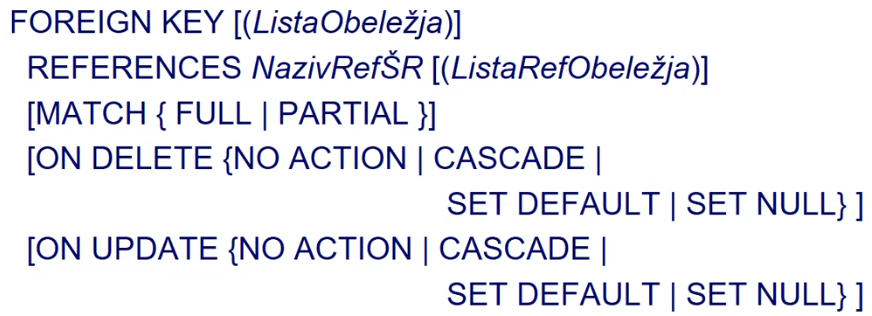 FOREIGN KEY [(ListaObeležja)]
REFERENCES NazivRefŠR [(ListaRefObeležja)]
[MATCH { FULL | PARTIAL }]
[ON DELETE {NO ACTION | CASCADE |
SET DEFAULT | SET NULL} ]
[ON UPDATE {NO ACTION | CASCADE |
SET DEFAULT | SET NULL} ]